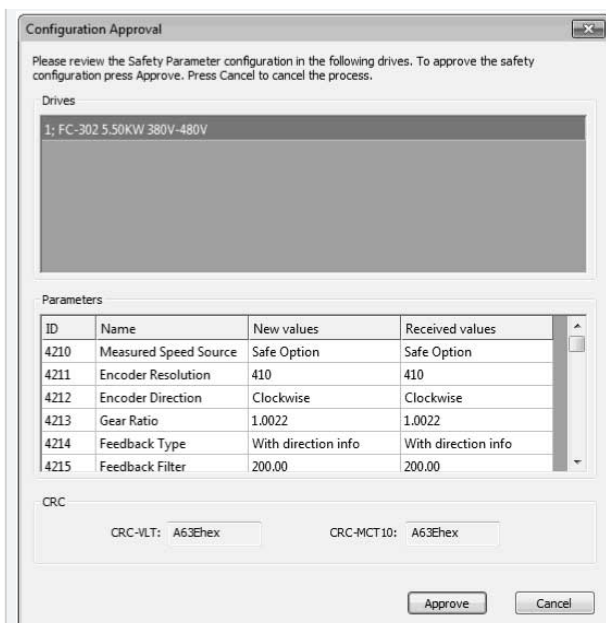 Configuration Approval
Please review the Safety Parameter configuration in the following drives. To approve the safety
configuration press Approve. Press Cancel to cancel the process.
Drives
1; FC-302 5.50KW 380V-480V
Parameters
ID Name New values Received values
4210 Measured Speed Source Safe Option Safe Option
4211 Encoder Resolution 410 410
4212 Encoder Direction Clockwise Clockwise
4213 Gear Ratio 1.0022 1.0022
4214 Feedback Type With direction info With direction info
4215 Feedback Filter 200.00 200.00
CRC
CRC-VLT: A63Ehex CRC-MCT10: A63Ehex
Approve Cancel